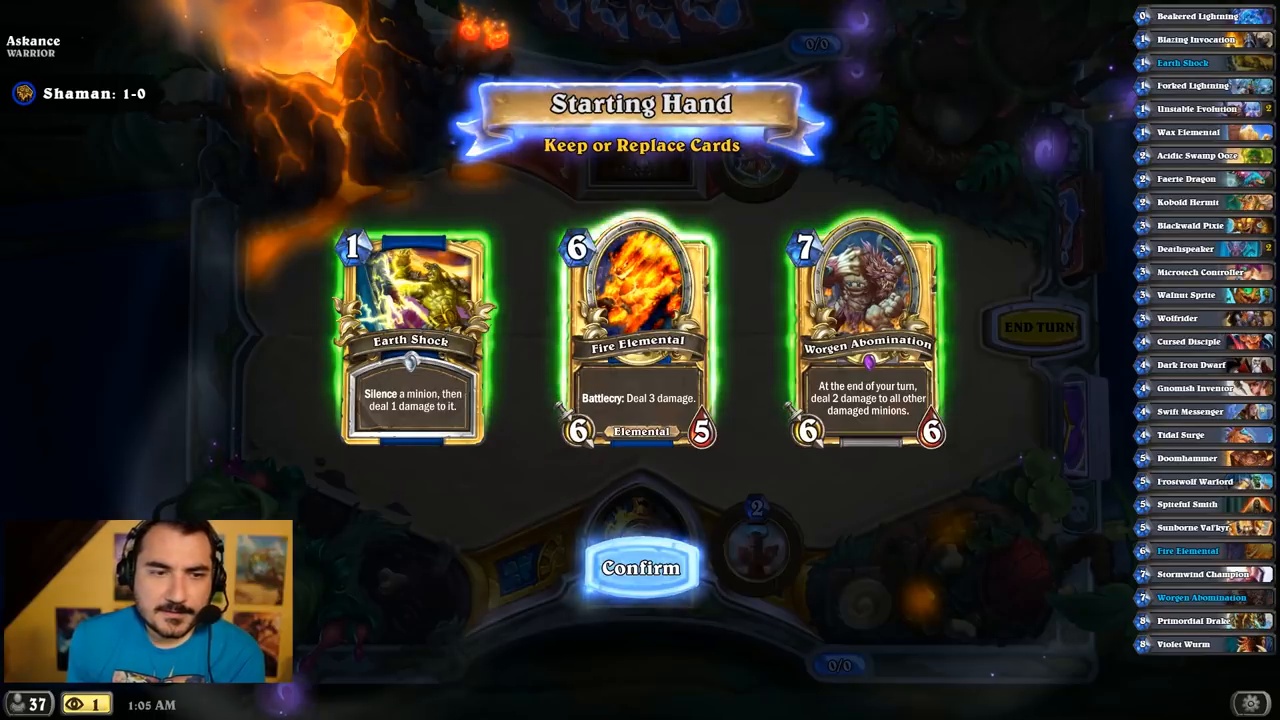 Askance
WARRIOR
Shaman: 1-0
0/0
Starting Hand
Keep or Replace Cards
1
Earth Shock
Silence a minion, then
deal 1 damage to it.
6
Fire Elemental
Battlecry: Deal 3 damage.
6
Elemental
5
7
Worgen Abomination
At the end of your turn,
deal 2 damage to all other
damaged minions.
6
6
END TURN
2
Confirm
0/0
37
1
1:05 AM
0 Beakered Lightning
1 Blazing Invocation
1 Earth Shock
1 Forked Lightning
1 Unstable Evolution 2
1 Wax Elemental
2 Acidic Swamp Ooze
2 Faerie Dragon
2 Kobold Hermit
3 Blackwald Pixie
3 Deathspeaker 2
3 Microtech Controller
3 Walnut Sprite
3 Wolfrider
4 Cursed Disciple
4 Dark Iron Dwarf
4 Gnomish Inventor
4 Swift Messenger
4 Tidal Surge
5 Doomhammer
5 Frostwolf Warlord
5 Spiteful Smith
5 Sunborne Val'kyr
6 Fire Elemental
7 Stormwind Champion
7 Worgen Abomination
8 Primordial Drake
8 Violet Wurm